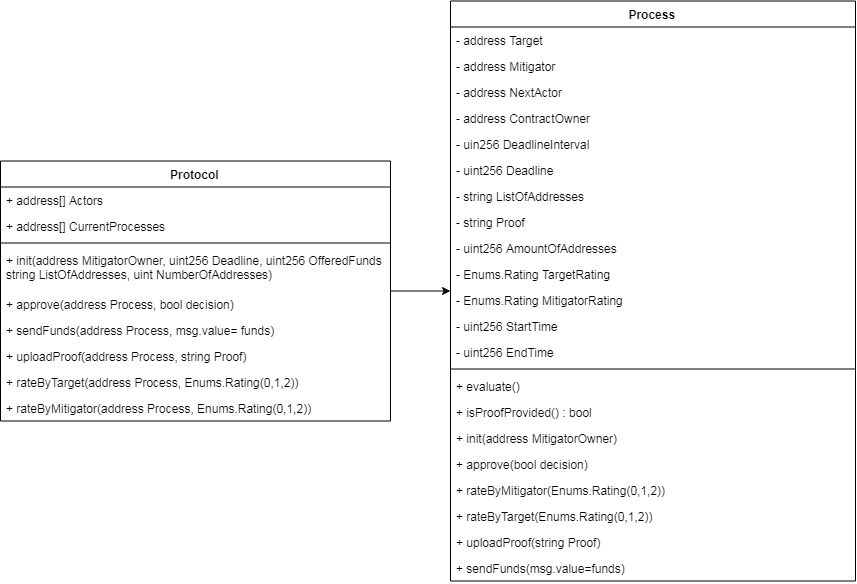 Protocol
+ address[] Actors
+ address[] CurrentProcesses
+ init(address MitigatorOwner, uint256 Deadline, uint256 OfferedFunds
string ListOfAddresses, uint NumberOfAddresses)
+ approve(address Process, bool decision)
+ sendFunds(address Process, msg.value= funds)
+ uploadProof(address Process, string Proof)
+ rateByTarget(address Process, Enums.Rating(0,1,2))
+ rateByMitigator(address Process, Enums.Rating(0,1,2))
Process
- address Target
- address Mitigator
- address NextActor
- address ContractOwner
- uin256 DeadlineInterval
- uint256 Deadline
- string ListOfAddresses
- string Proof
- uint256 AmountOfAddresses
- Enums.Rating TargetRating
- Enums.Rating MitigatorRating
- uint256 StartTime
- uint256 EndTime
+ evaluate()
+ isProofProvided() : bool
+ init(address MitigatorOwner)
+ approve(bool decision)
+ rateByMitigator(Enums.Rating(0,1,2))
+ rateByTarget(Enums.Rating(0,1,2))
+ uploadProof(string Proof)
+ sendFunds(msg.value=funds)